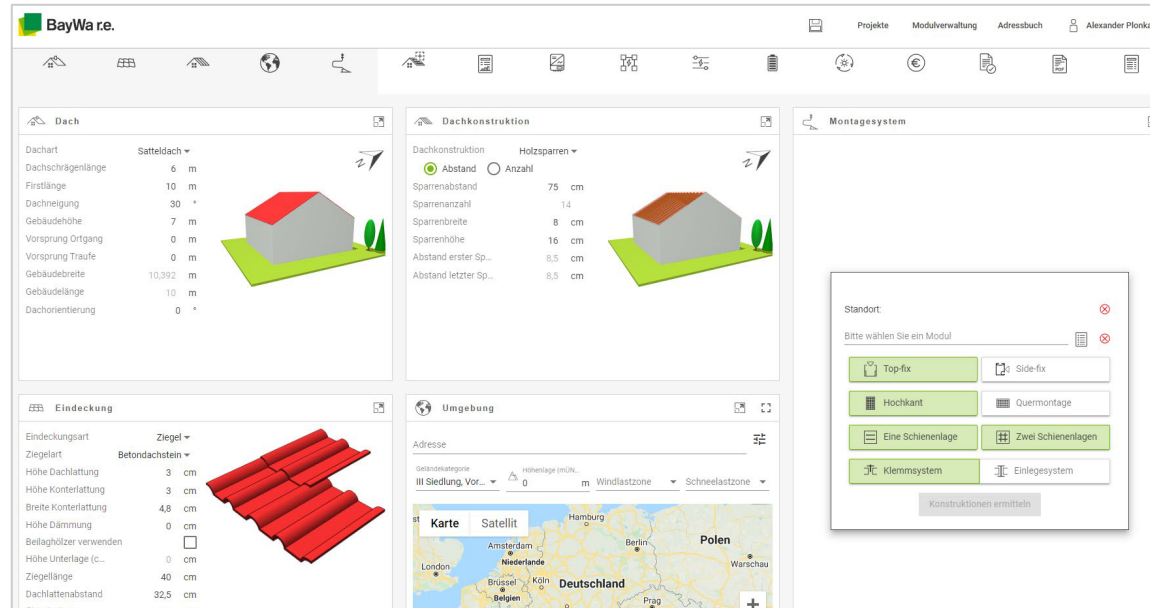 BayWa r.e.
Projekte Modulverwaltung Adressbuch Alexander Plonka
Dach
Dachart Satteldach
Dachschrägenlänge 6 m
Firstlänge 10 m
Dachneigung 30 °
Gebäudehöhe 7 m
Vorsprung Ortgang 0 m
Vorsprung Traufe 0 m
Gebäudebreite 10,392 m
Gebäudelänge 10 m
Dachorientierung 0 °
Dachkonstruktion
Dachkonstruktion Holzsparren
Abstand Anzahl
Sparrenabstand 75 cm
Sparrenanzahl 14
Sparrenbreite 8 cm
Sparrenhöhe 16 cm
Abstand erster Sp... 8,5 cm
Abstand letzter Sp... 8,5 cm
Montagesystem
Standort:
Bitte wählen Sie ein Modul
Top-fix Side-fix
Hochkant Quermontage
Eine Schienenlage Zwei Schienenlagen
Klemmsystem Einlegesystem
Konstruktionen ermitteln
Eindeckung
Eindeckungsart Ziegel
Ziegelart Betondachstein
Höhe Dachlattung 3 cm
Höhe Konterlattung 3 cm
Breite Konterlattung 4,8 cm
Höhe Dämmung 0 cm
Beilaghölzer verwenden
Höhe Unterlage (c... 0 cm
Ziegellänge 40 cm
Dachlattenabstand 32,5 cm
Umgebung
Adresse
Geländekategorie Höhenlage (müN...
III Siedlung, Vor... 0 m Windlastzone Schneelastzone
Karte Satellit
Hamburg
Amsterdam Berlin Polen
Niederlande Warschau
London
Brüssel Köln Deutschland
Belgien Prag